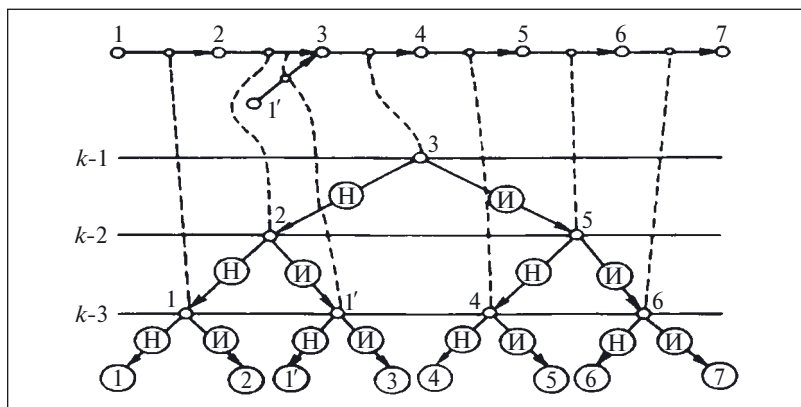 1 2 3 4 5 6 7
1′
k-1 3
Н И
k-2 2 5
Н И Н И
k-3 1 1′ 4 6
Н И Н И Н И Н И
1 2 1′ 3 4 5 6 7